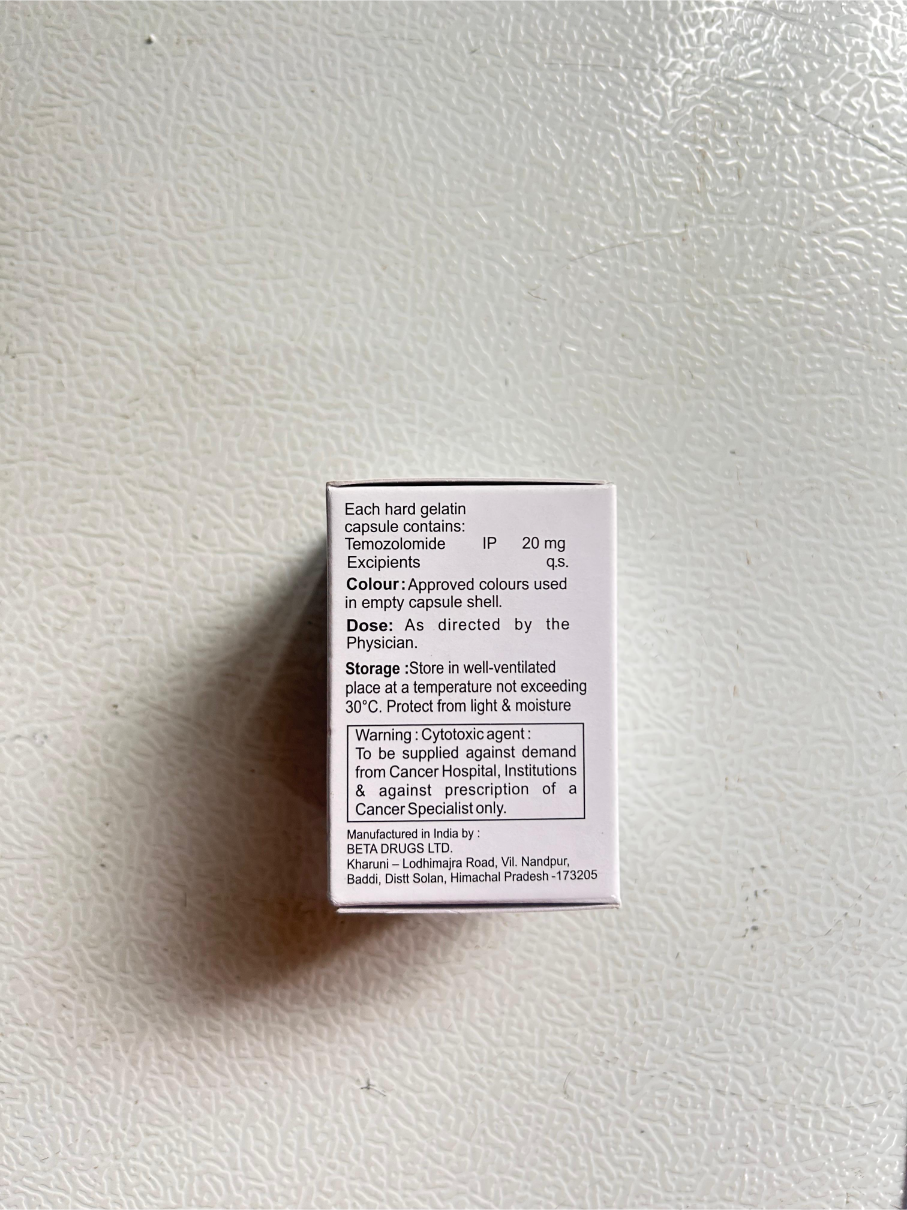 Each hard gelatin
capsule contains:
Temozolomide IP 20 mg
Excipients q.s.
Colour: Approved colours used
in empty capsule shell.
Dose: As directed by the
Physician.
Storage :Store in well-ventilated
place at a temperature not exceeding
30°C. Protect from light & moisture
Warning : Cytotoxic agent :
To be supplied against demand
from Cancer Hospital, Institutions
& against prescription of a
Cancer Specialist only.
Manufactured in India by :
BETA DRUGS LTD.
Kharuni – Lodhimajra Road, Vil. Nandpur,
Baddi, Distt Solan, Himachal Pradesh -173205